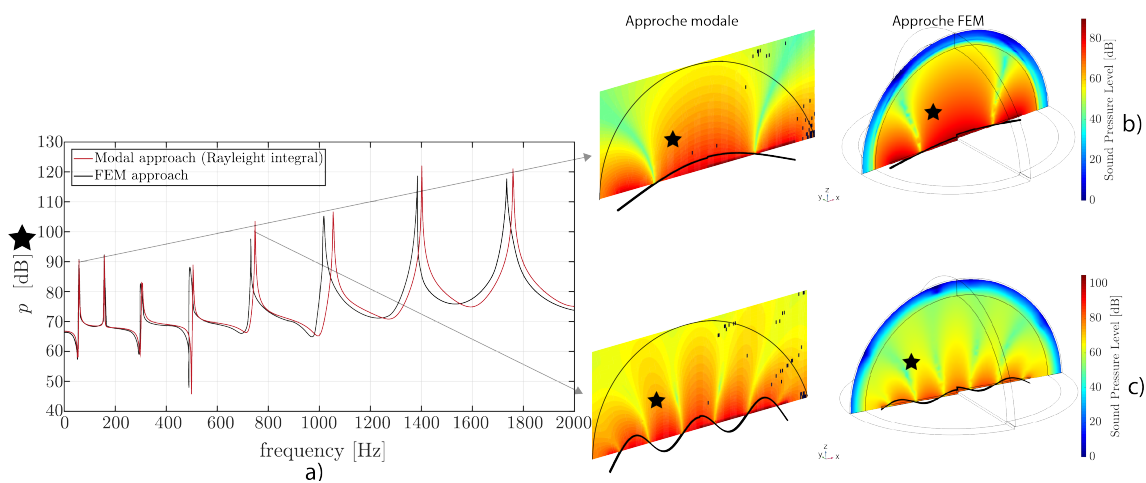 Approche modale
Approche FEM
Modal approach (Rayleight integral)
FEM approach
130
120
110
100
90
80
70
60
50
40
p [dB]
0
200
400
600
800
1000
1200
1400
1600
1800
2000
frequency [Hz]
a)
80
60
40
20
0
Sound Pressure Level [dB]
b)
z
y
x
100
80
60
40
20
0
Sound Pressure Level [dB]
c)
z
y
x